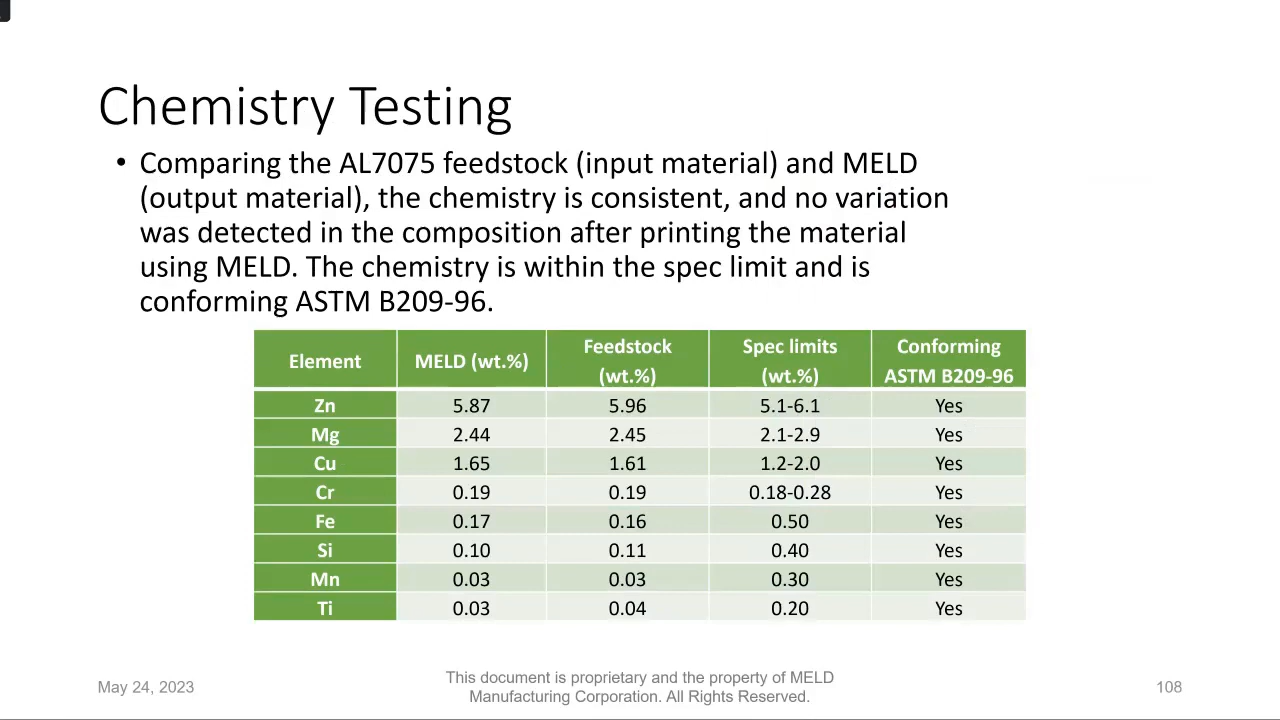 Chemistry Testing
• Comparing the AL7075 feedstock (input material) and MELD
(output material), the chemistry is consistent, and no variation
was detected in the composition after printing the material
using MELD. The chemistry is within the spec limit and is
conforming ASTM B209-96.
Element MELD (wt.%) Feedstock (wt.%) Spec limits (wt.%) Conforming ASTM B209-96
Zn 5.87 5.96 5.1-6.1 Yes
Mg 2.44 2.45 2.1-2.9 Yes
Cu 1.65 1.61 1.2-2.0 Yes
Cr 0.19 0.19 0.18-0.28 Yes
Fe 0.17 0.16 0.50 Yes
Si 0.10 0.11 0.40 Yes
Mn 0.03 0.03 0.30 Yes
Ti 0.03 0.04 0.20 Yes
May 24, 2023
This document is proprietary and the property of MELD
Manufacturing Corporation. All Rights Reserved.
108